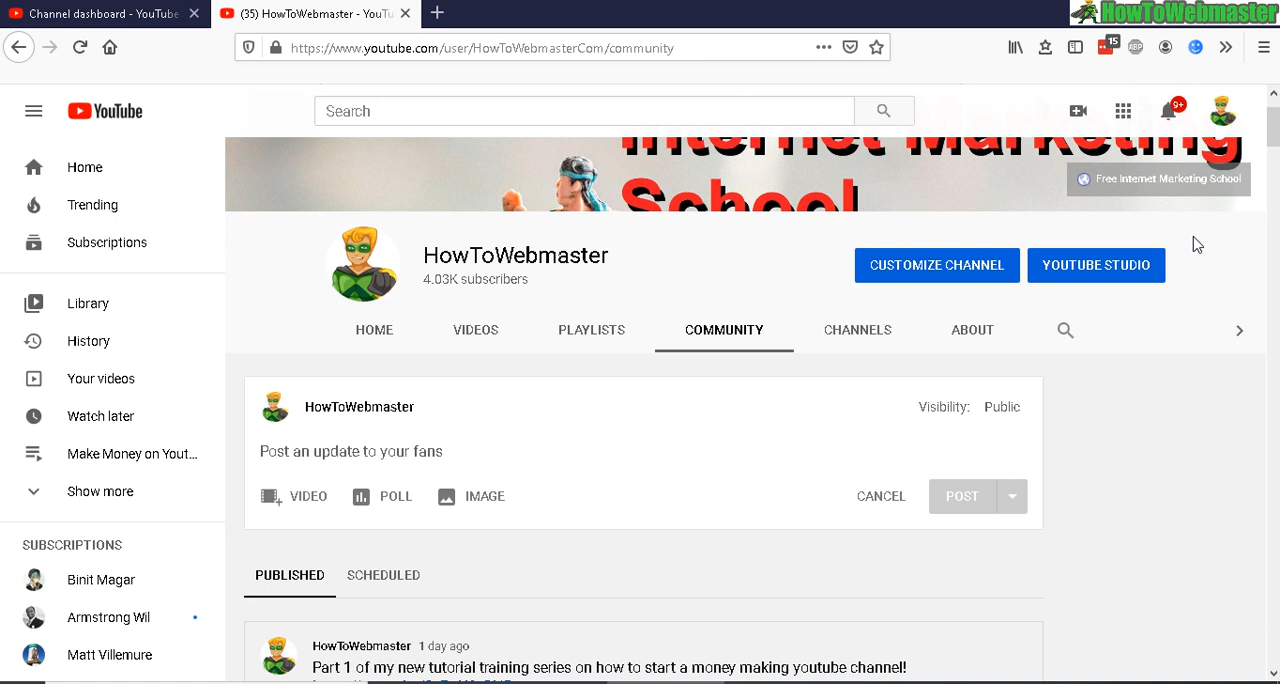 Channel dashboard - YouTube
(35) HowToWebmaster - YouTu
HowToWebmaster
https://www.youtube.com/user/HowToWebmasterCom/community
15
ABP
YouTube
Search
9+
Internet Marketing
School
Free Internet Marketing School
Home
Trending
Subscriptions
Library
History
Your videos
Watch later
Make Money on Yout...
Show more
SUBSCRIPTIONS
Binit Magar
Armstrong Wil
Matt Villemure
HowToWebmaster
4.03K subscribers
CUSTOMIZE CHANNEL
YOUTUBE STUDIO
HOME VIDEOS PLAYLISTS COMMUNITY CHANNELS ABOUT
HowToWebmaster
Visibility: Public
Post an update to your fans
VIDEO POLL IMAGE
CANCEL POST
PUBLISHED SCHEDULED
HowToWebmaster 1 day ago
Part 1 of my new tutorial training series on how to start a money making youtube channel!